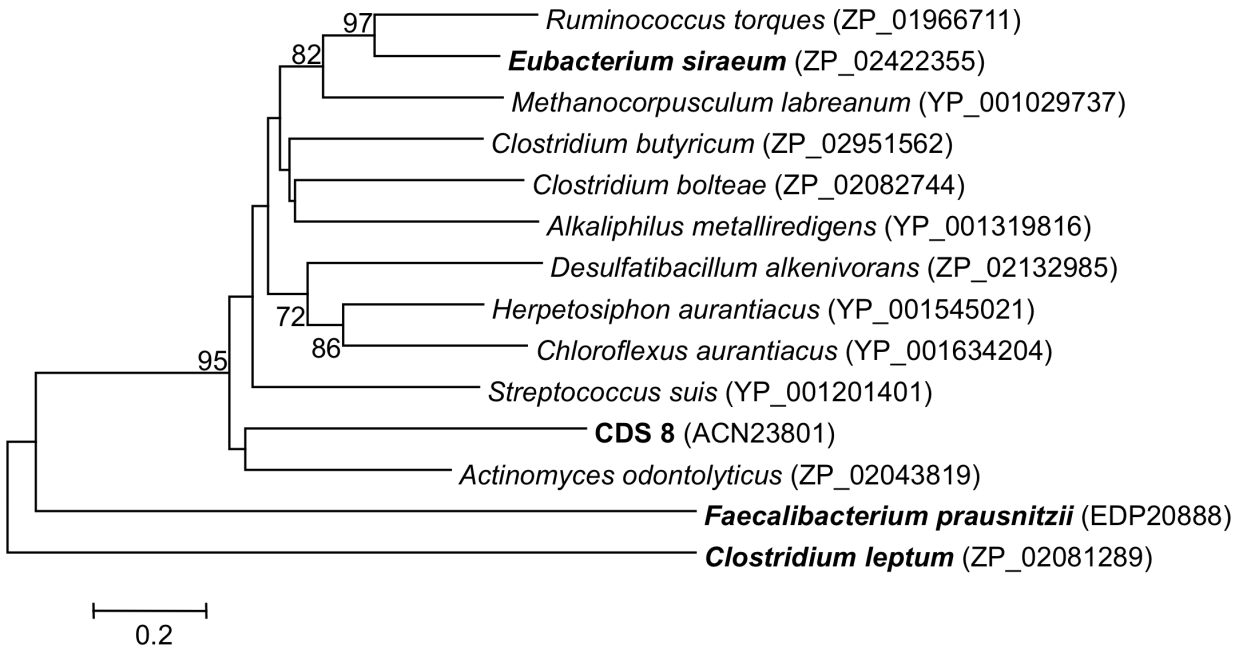 97
Ruminococcus torques (ZP_01966711)
82
Eubacterium siraeum (ZP_02422355)
Methanocorpusculum labreanum (YP_001029737)
Clostridium butyricum (ZP_02951562)
Clostridium bolteae (ZP_02082744)
Alkaliphilus metalliredigens (YP_001319816)
Desulfatibacillum alkenivorans (ZP_02132985)
72
Herpetosiphon aurantiacus (YP_001545021)
86
Chloroflexus aurantiacus (YP_001634204)
95
Streptococcus suis (YP_001201401)
CDS 8 (ACN23801)
Actinomyces odontolyticus (ZP_02043819)
Faecalibacterium prausnitzii (EDP20888)
Clostridium leptum (ZP_02081289)
0.2